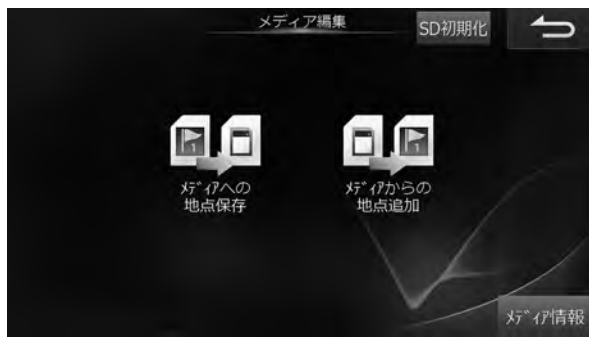 メディア編集
SD初期化
ﾒﾃﾞｨｱへの
地点保存
ﾒﾃﾞｨｱからの
地点追加
ﾒﾃﾞｨｱ情報